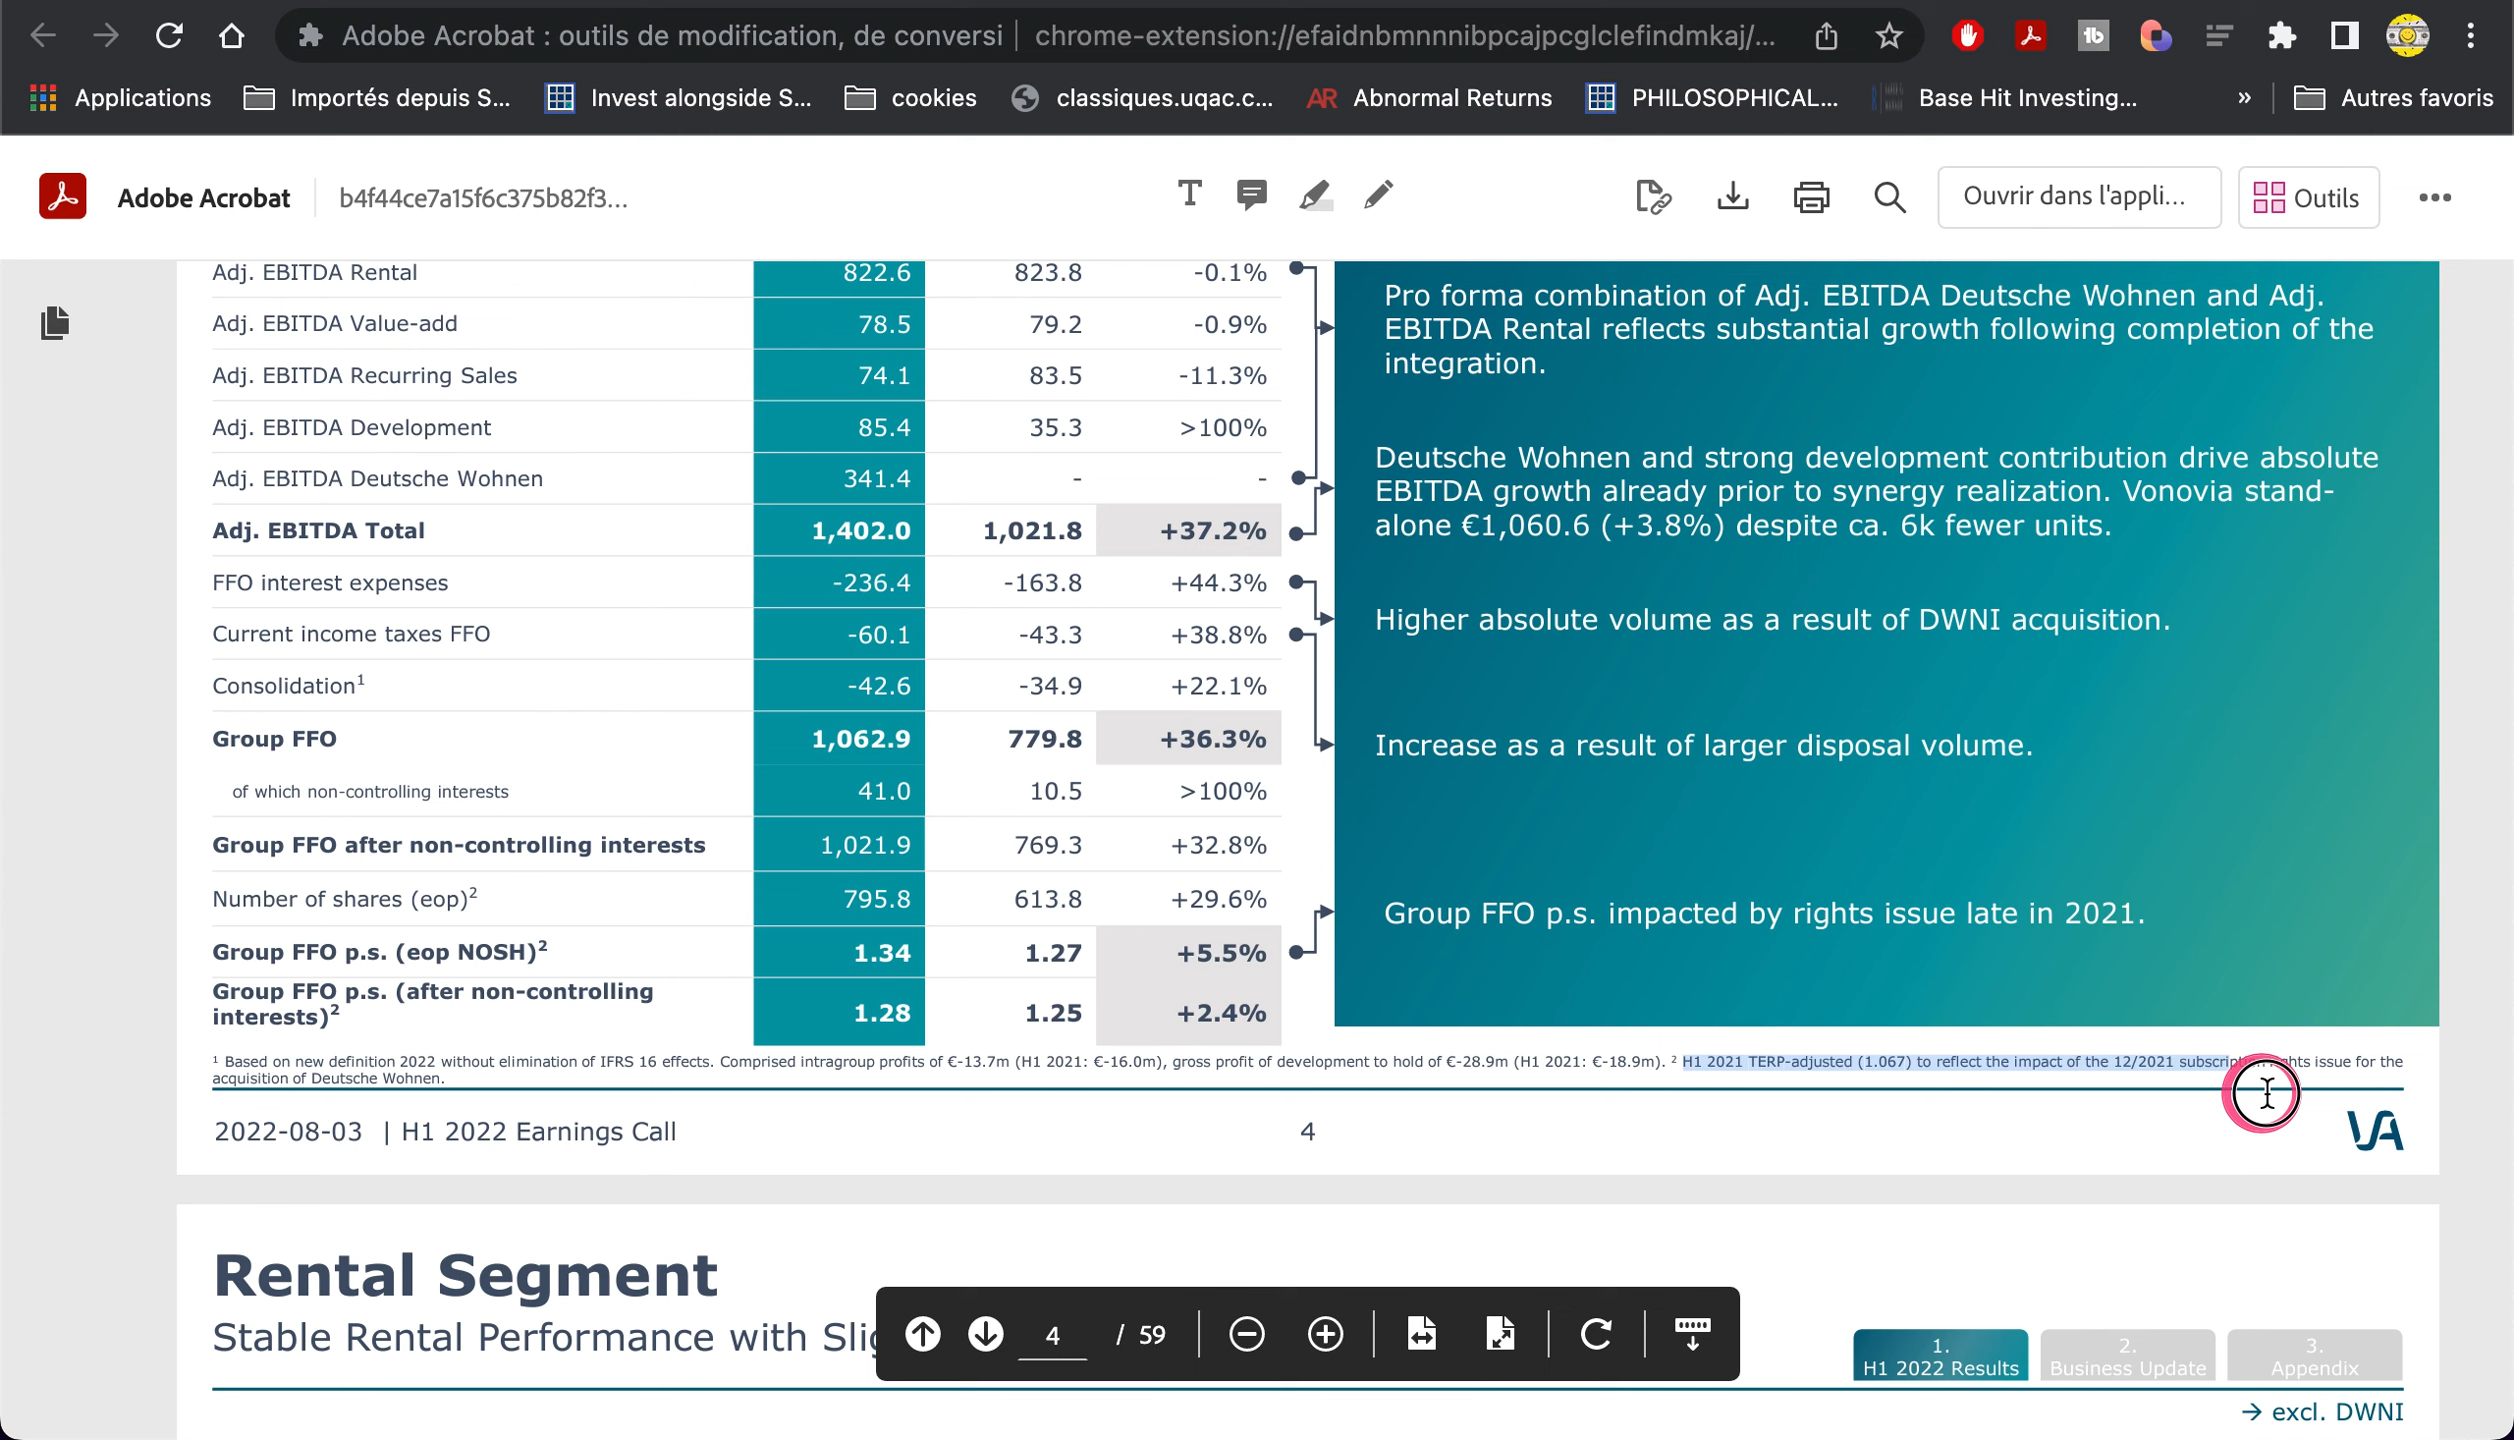 Adobe Acrobat : outils de modification, de conversi | chrome-extension://efaidnbmnnnibpcajpcglclefindmkaj/...
Applications Importés depuis S... Invest alongside S... cookies classiques.uqac.c... AR Abnormal Returns PHILOSOPHICAL... Base Hit Investing... » Autres favoris
Adobe Acrobat b4f44ce7a15f6c375b82f3... Ouvrir dans l'appli... Outils
Adj. EBITDA Rental 822.6 823.8 -0.1%
Adj. EBITDA Value-add 78.5 79.2 -0.9%
Adj. EBITDA Recurring Sales 74.1 83.5 -11.3%
Adj. EBITDA Development 85.4 35.3 >100%
Adj. EBITDA Deutsche Wohnen 341.4 - -
Adj. EBITDA Total 1,402.0 1,021.8 +37.2%
FFO interest expenses -236.4 -163.8 +44.3%
Current income taxes FFO -60.1 -43.3 +38.8%
Consolidation¹ -42.6 -34.9 +22.1%
Group FFO 1,062.9 779.8 +36.3%
of which non-controlling interests 41.0 10.5 >100%
Group FFO after non-controlling interests 1,021.9 769.3 +32.8%
Number of shares (eop)² 795.8 613.8 +29.6%
Group FFO p.s. (eop NOSH)² 1.34 1.27 +5.5%
Group FFO p.s. (after non-controlling
interests)² 1.28 1.25 +2.4%
Pro forma combination of Adj. EBITDA Deutsche Wohnen and Adj.
EBITDA Rental reflects substantial growth following completion of the
integration.
Deutsche Wohnen and strong development contribution drive absolute
EBITDA growth already prior to synergy realization. Vonovia stand-
alone €1,060.6 (+3.8%) despite ca. 6k fewer units.
Higher absolute volume as a result of DWNI acquisition.
Increase as a result of larger disposal volume.
Group FFO p.s. impacted by rights issue late in 2021.
¹ Based on new definition 2022 without elimination of IFRS 16 effects. Comprised intragroup profits of €-13.7m (H1 2021: €-16.0m), gross profit of development to hold of €-28.9m (H1 2021: €-18.9m). ² H1 2021 TERP-adjusted (1.067) to reflect the impact of the 12/2021 issue for the
acquisition of Deutsche Wohnen.
2022-08-03 | H1 2022 Earnings Call 4
Rental Segment
Stable Rental Performance with
4 / 59
1.
H1 2022 Results
2.
Business Update
3.
Appendix
→ excl. DWNI